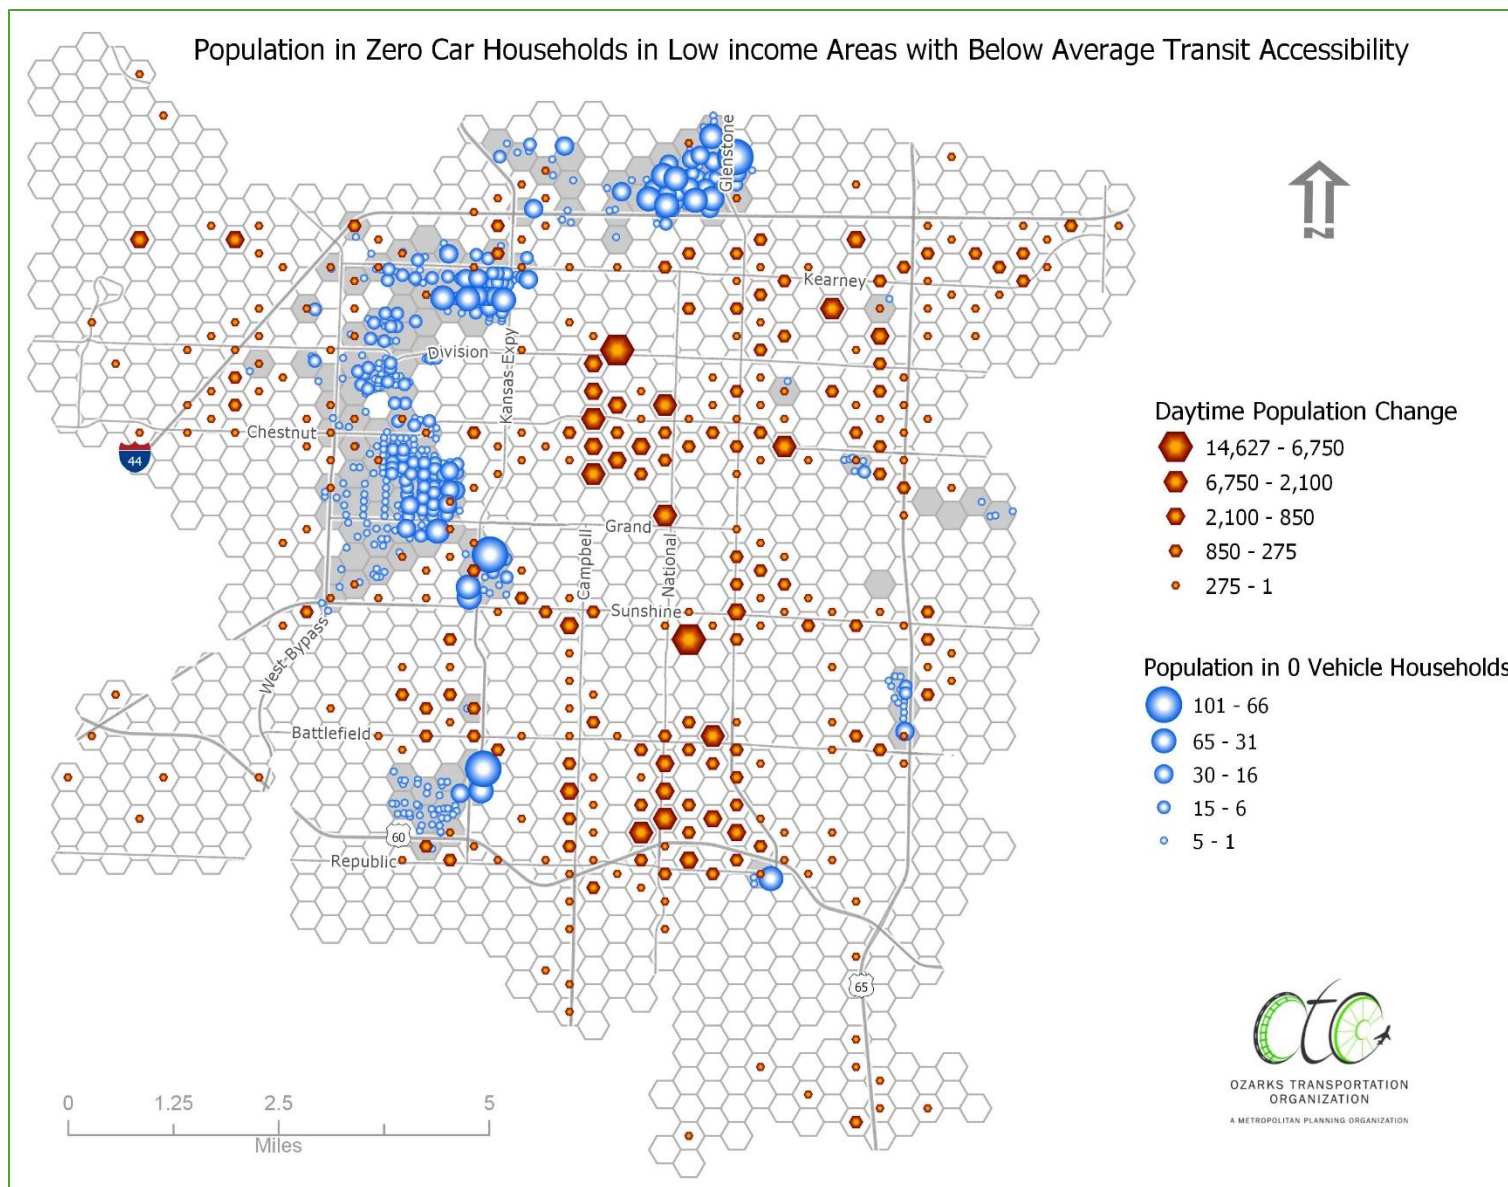 Population in Zero Car Households in Low income Areas with Below Average Transit Accessibility
Glenstone
N
Kearney
Kansas Expy
Division
Chestnut
44
Daytime Population Change
14,627 - 6,750
6,750 - 2,100
2,100 - 850
850 - 275
275 - 1
Grand
Campbell
National
Sunshine
West-Bypass
Population in 0 Vehicle Households
101 - 66
65 - 31
30 - 16
15 - 6
5 - 1
Battlefield
60
Republic
65
OTO
OZARKS TRANSPORTATION
ORGANIZATION
A METROPOLITAN PLANNING ORGANIZATION
0 1.25 2.5 5
Miles